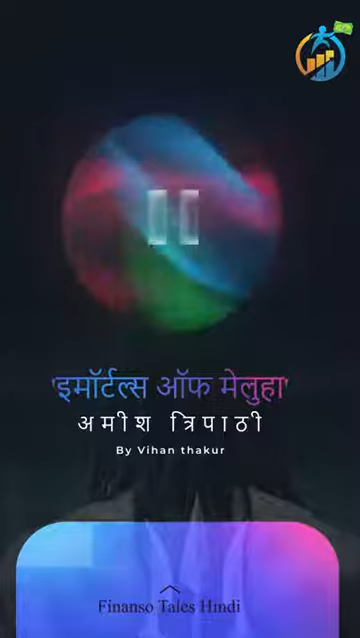 'इमॉर्टल्स ऑफ मेलुहा'
अमीश त्रिपाठी
By Vihan thakur
Finanso Tales Hindi